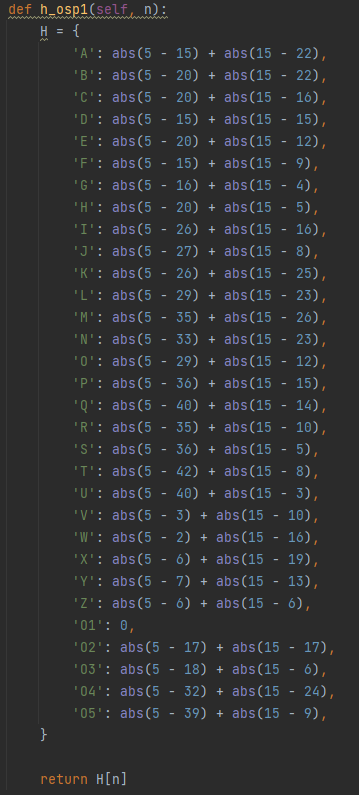 def h_osp1(self, n):
    H = {
        'A': abs(5 - 15) + abs(15 - 22),
        'B': abs(5 - 20) + abs(15 - 22),
        'C': abs(5 - 20) + abs(15 - 16),
        'D': abs(5 - 15) + abs(15 - 15),
        'E': abs(5 - 20) + abs(15 - 12),
        'F': abs(5 - 15) + abs(15 - 9),
        'G': abs(5 - 16) + abs(15 - 4),
        'H': abs(5 - 20) + abs(15 - 5),
        'I': abs(5 - 26) + abs(15 - 16),
        'J': abs(5 - 27) + abs(15 - 8),
        'K': abs(5 - 26) + abs(15 - 25),
        'L': abs(5 - 29) + abs(15 - 23),
        'M': abs(5 - 35) + abs(15 - 26),
        'N': abs(5 - 33) + abs(15 - 23),
        'O': abs(5 - 29) + abs(15 - 12),
        'P': abs(5 - 36) + abs(15 - 15),
        'Q': abs(5 - 40) + abs(15 - 14),
        'R': abs(5 - 35) + abs(15 - 10),
        'S': abs(5 - 36) + abs(15 - 5),
        'T': abs(5 - 42) + abs(15 - 8),
        'U': abs(5 - 40) + abs(15 - 3),
        'V': abs(5 - 3) + abs(15 - 10),
        'W': abs(5 - 2) + abs(15 - 16),
        'X': abs(5 - 6) + abs(15 - 19),
        'Y': abs(5 - 7) + abs(15 - 13),
        'Z': abs(5 - 6) + abs(15 - 6),
        'O1': 0,
        'O2': abs(5 - 17) + abs(15 - 17),
        'O3': abs(5 - 18) + abs(15 - 6),
        'O4': abs(5 - 32) + abs(15 - 24),
        'O5': abs(5 - 39) + abs(15 - 9),
    }
    return H[n]